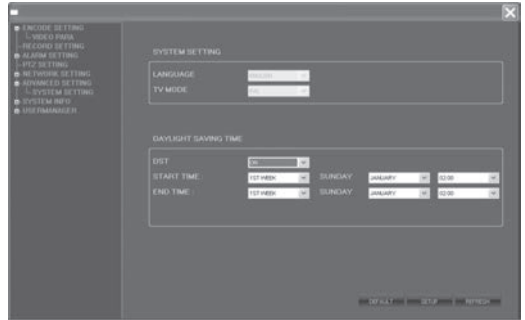 ENCODE SETTING
VIDEO PARA
RECORD SETTING
ALARM SETTING
PTZ SETTING
NETWORK SETTING
ADVANCED SETTING
SYSTEM SETTING
SYSTEM INFO
USERMANAGER
SYSTEM SETTING
LANGUAGE ENGLISH
TV MODE
DAYLIGHT SAVING TIME
DST ON
START TIME : 1ST WEEK SUNDAY JANUARY 02:00
END TIME : 1ST WEEK SUNDAY JANUARY 02:00
DEFAULT SETUP REFRESH